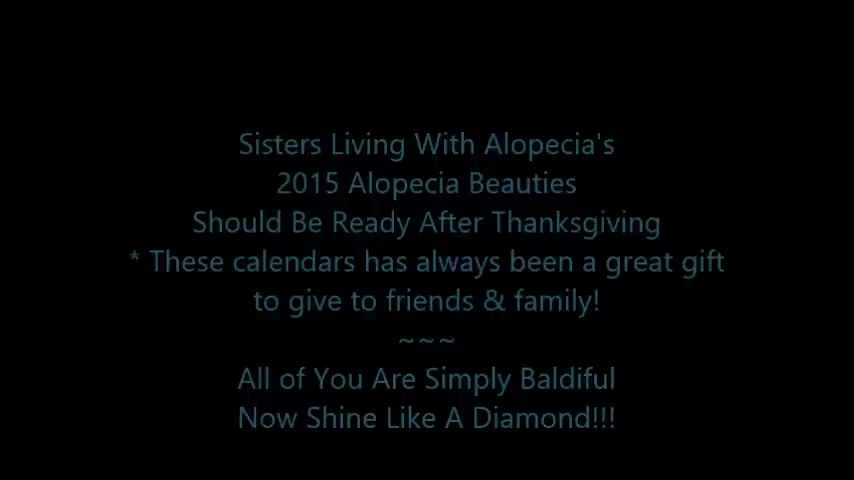 Sisters Living With Alopecia's
2015 Alopecia Beauties
Should Be Ready After Thanksgiving
* These calendars has always been a great gift
to give to friends & family!
~~~
All of You Are Simply Baldiful
Now Shine Like A Diamond!!!